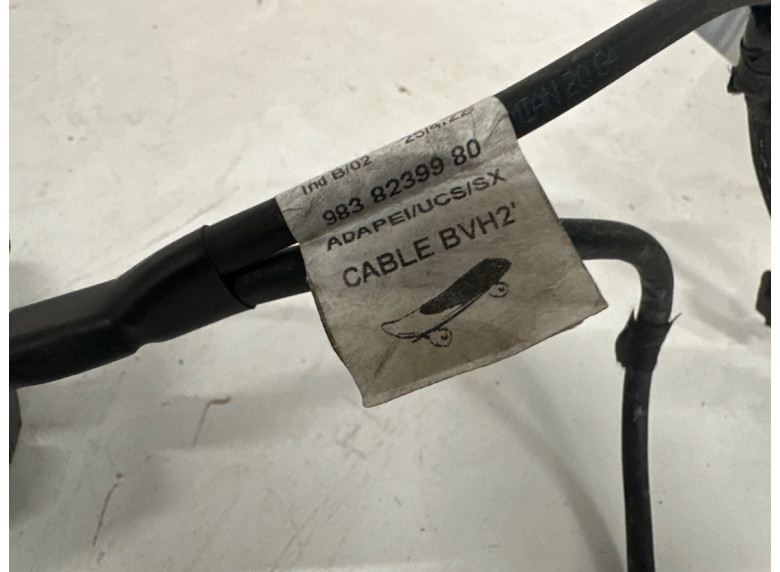 Ind B/02
983 82399 80
ADAPEI/UCS/SX
CABLE BVH2'